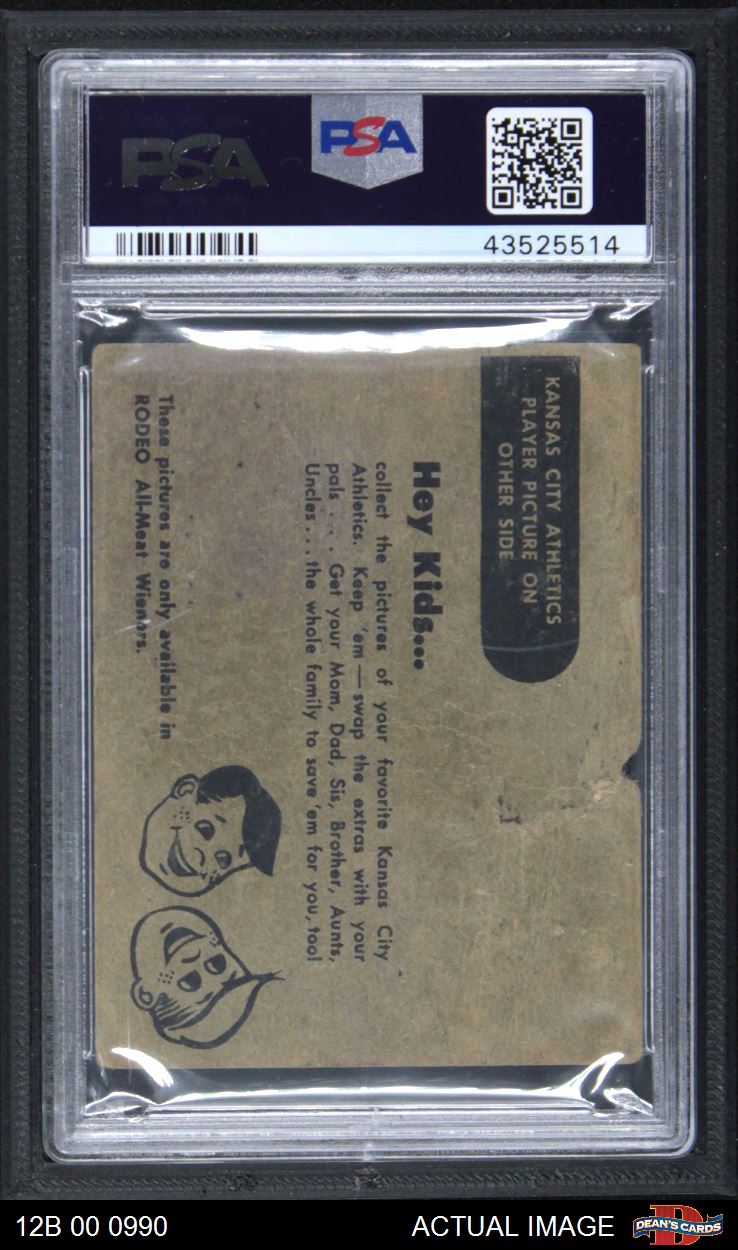 PSA
PSA
43525514
KANSAS CITY ATHLETICS
PLAYER PICTURE ON
OTHER SIDE
Hey Kids...
collect the pictures of your favorite Kansas City
Athletics. Keep 'em — swap the extras with your
pals . . . Get your Mom, Dad, Sis, Brother, Aunts,
Uncles . . . the whole family to save 'em for you, too!
These pictures are only available in
RODEO All-Meat Wieners.
12B 00 0990
ACTUAL IMAGE
DEAN'S CARDS